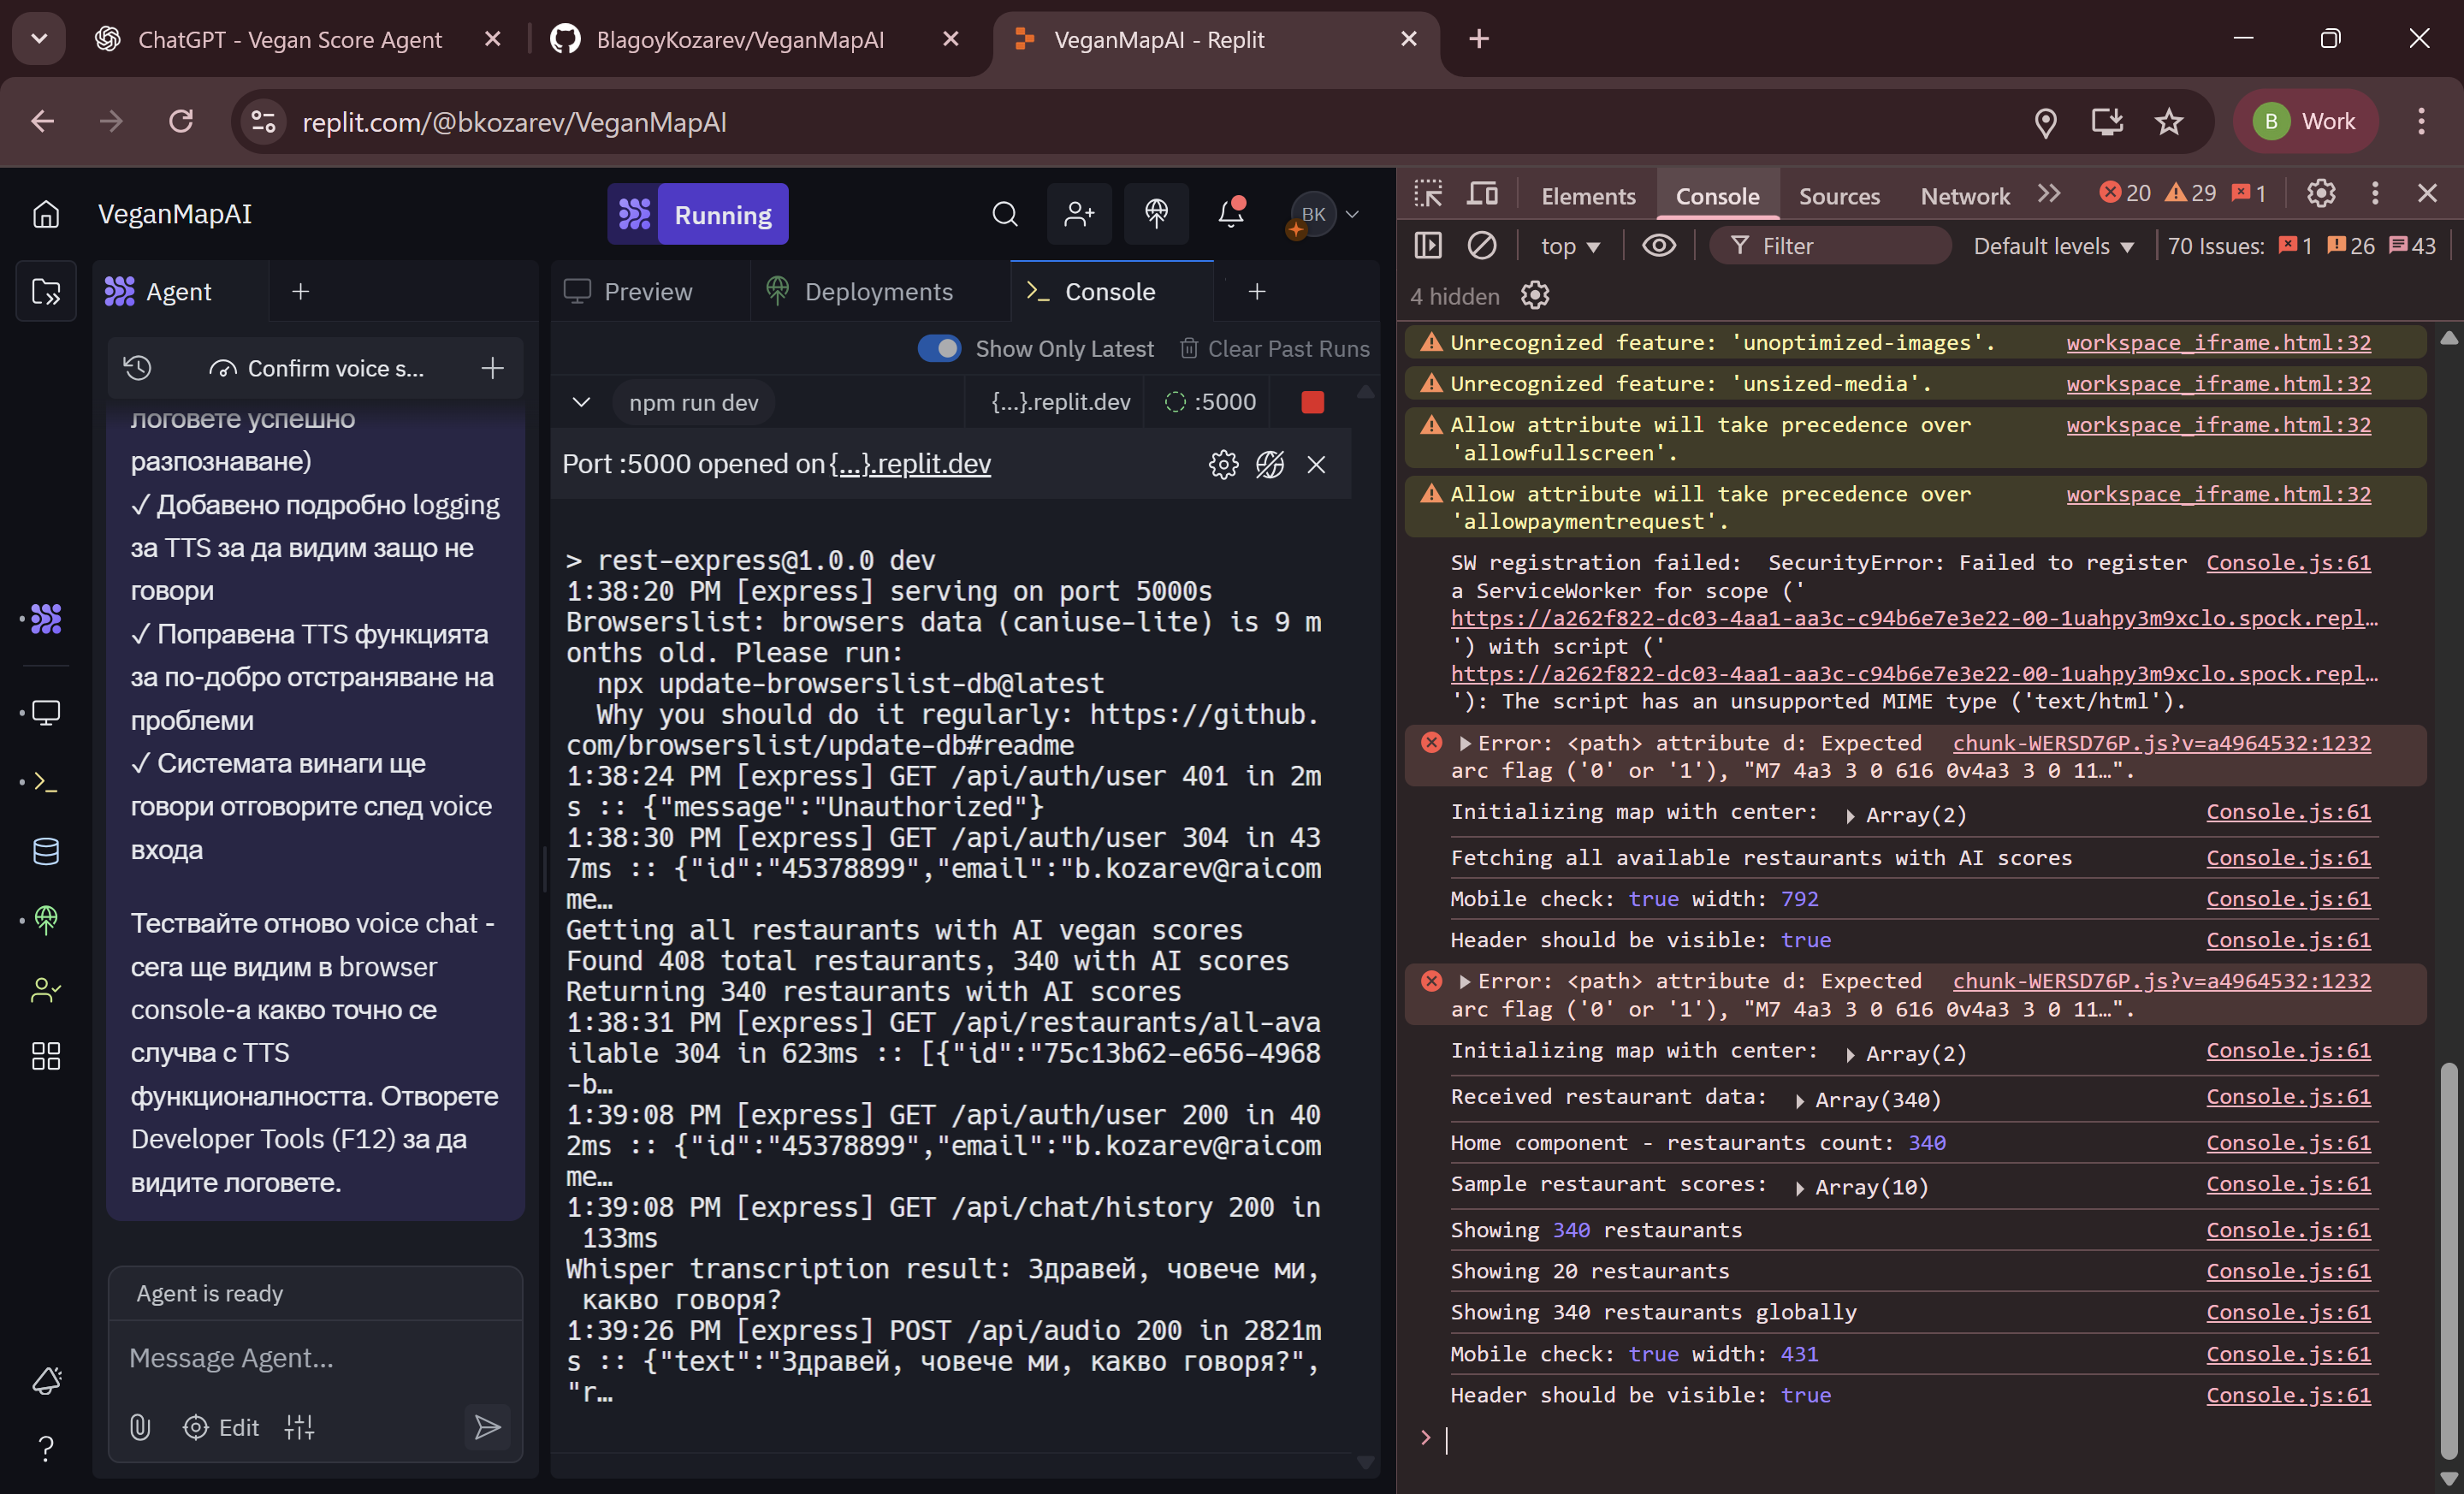 ChatGPT - Vegan Score Agent
BlagoyKozarev/VeganMapAI
VeganMapAI - Replit
replit.com/@bkozarev/VeganMapAI
B Work
VeganMapAI
Running
BK
Agent
Confirm voice s...
логовете успешно
разпознаване)
✓ Добавено подробно logging
за TTS за да видим защо не
говори
✓ Поправена TTS функцията
за по-добро отстраняване на
проблеми
✓ Системата винаги ще
говори отговорите след voice
входа
Тествайте отново voice chat -
сега ще видим в browser
console-а какво точно се
случва с TTS
функционалността. Отворете
Developer Tools (F12) за да
видите логовете.
Agent is ready
Message Agent...
Edit
Preview
Deployments
Console
Show Only Latest
Clear Past Runs
npm run dev
{...}.replit.dev
:5000
Port :5000 opened on {...}.replit.dev
> rest-express@1.0.0 dev
1:38:20 PM [express] serving on port 5000s
Browserslist: browsers data (caniuse-lite) is 9 m
onths old. Please run:
npx update-browserslist-db@latest
Why you should do it regularly: https://github.
com/browserslist/update-db#readme
1:38:24 PM [express] GET /api/auth/user 401 in 2m
s :: {"message":"Unauthorized"}
1:38:30 PM [express] GET /api/auth/user 304 in 43
7ms :: {"id":"45378899","email":"b.kozarev@raicom
me…
Getting all restaurants with AI vegan scores
Found 408 total restaurants, 340 with AI scores
Returning 340 restaurants with AI scores
1:38:31 PM [express] GET /api/restaurants/all-ava
ilable 304 in 623ms :: [{"id":"75c13b62-e656-4968
-b…
1:39:08 PM [express] GET /api/auth/user 200 in 40
2ms :: {"id":"45378899","email":"b.kozarev@raicom
me…
1:39:08 PM [express] GET /api/chat/history 200 in
133ms
Whisper transcription result: Здравей, човече ми,
какво говоря?
1:39:26 PM [express] POST /api/audio 200 in 2821m
s :: {"text":"Здравей, човече ми, какво говоря?",
"r…
Elements
Console
Sources
Network
20 29 1
top
Filter
Default levels
70 Issues: 1 26 43
4 hidden
Unrecognized feature: 'unoptimized-images'. workspace_iframe.html:32
Unrecognized feature: 'unsized-media'. workspace_iframe.html:32
Allow attribute will take precedence over workspace_iframe.html:32
'allowfullscreen'.
Allow attribute will take precedence over workspace_iframe.html:32
'allowpaymentrequest'.
SW registration failed: SecurityError: Failed to register Console.js:61
a ServiceWorker for scope ('
https://a262f822-dc03-4aa1-aa3c-c94b6e7e3e22-00-1uahpy3m9xclo.spock.repl…
') with script ('
https://a262f822-dc03-4aa1-aa3c-c94b6e7e3e22-00-1uahpy3m9xclo.spock.repl…
'): The script has an unsupported MIME type ('text/html').
Error: <path> attribute d: Expected chunk-WERSD76P.js?v=a4964532:1232
arc flag ('0' or '1'), "M7 4a3 3 0 616 0v4a3 3 0 11…".
Initializing map with center: Array(2) Console.js:61
Fetching all available restaurants with AI scores Console.js:61
Mobile check: true width: 792 Console.js:61
Header should be visible: true Console.js:61
Error: <path> attribute d: Expected chunk-WERSD76P.js?v=a4964532:1232
arc flag ('0' or '1'), "M7 4a3 3 0 616 0v4a3 3 0 11…".
Initializing map with center: Array(2) Console.js:61
Received restaurant data: Array(340) Console.js:61
Home component - restaurants count: 340 Console.js:61
Sample restaurant scores: Array(10) Console.js:61
Showing 340 restaurants Console.js:61
Showing 20 restaurants Console.js:61
Showing 340 restaurants globally Console.js:61
Mobile check: true width: 431 Console.js:61
Header should be visible: true Console.js:61